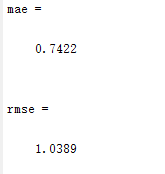 mae =
0.7422
rmse =
1.0389